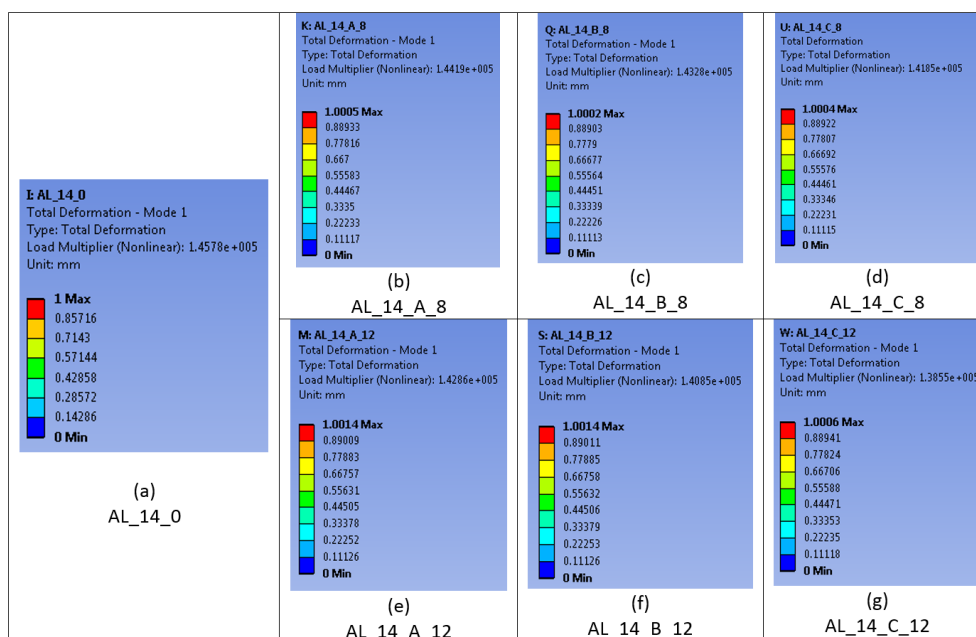 I: AL_14_0
Total Deformation - Mode 1
Type: Total Deformation
Load Multiplier (Nonlinear): 1.4578e+005
Unit: mm
1 Max
0.85716
0.7143
0.57144
0.42858
0.28572
0.14286
0 Min
(a)
AL_14_0
K: AL_14_A_8
Total Deformation - Mode 1
Type: Total Deformation
Load Multiplier (Nonlinear): 1.4419e+005
Unit: mm
1.0005 Max
0.88933
0.77816
0.667
0.55583
0.44467
0.3335
0.22233
0.11117
0 Min
(b)
AL_14_A_8
Q: AL_14_B_8
Total Deformation - Mode 1
Type: Total Deformation
Load Multiplier (Nonlinear): 1.4328e+005
Unit: mm
1.0002 Max
0.88903
0.7779
0.66677
0.55564
0.44451
0.33339
0.22226
0.11113
0 Min
(c)
AL_14_B_8
U: AL_14_C_8
Total Deformation
Type: Total Deformation
Load Multiplier (Nonlinear): 1.4185e+005
Unit: mm
1.0004 Max
0.88922
0.77807
0.66692
0.55576
0.44461
0.33346
0.22231
0.11115
0 Min
(d)
AL_14_C_8
M: AL_14_A_12
Total Deformation - Mode 1
Type: Total Deformation
Load Multiplier (Nonlinear): 1.4286e+005
Unit: mm
1.0014 Max
0.89009
0.77883
0.66757
0.55631
0.44505
0.33378
0.22252
0.11126
0 Min
(e)
AL_14_A_12
S: AL_14_B_12
Total Deformation - Mode 1
Type: Total Deformation
Load Multiplier (Nonlinear): 1.4085e+005
Unit: mm
1.0014 Max
0.89011
0.77885
0.66758
0.55632
0.44506
0.33379
0.22253
0.11126
0 Min
(f)
AL_14_B_12
W: AL_14_C_12
Total Deformation - Mode 1
Type: Total Deformation
Load Multiplier (Nonlinear): 1.3855e+005
Unit: mm
1.0006 Max
0.88941
0.77824
0.66706
0.55588
0.44471
0.33353
0.22235
0.11118
0 Min
(g)
AL_14_C_12